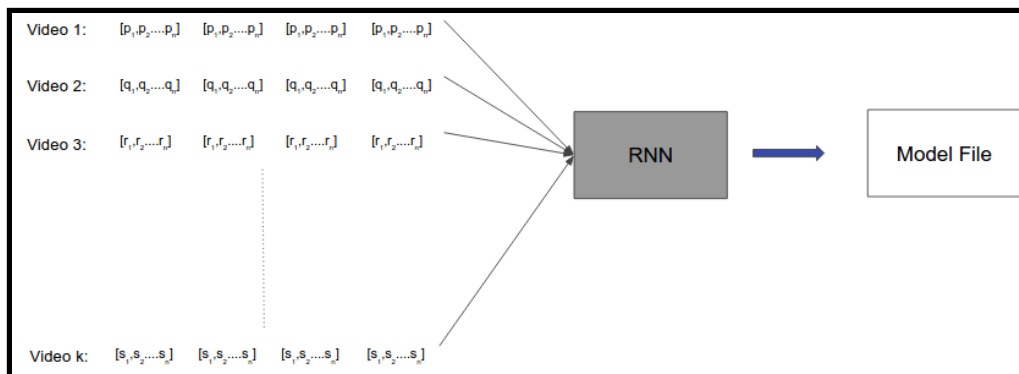 Video 1: [p₁,p₂....pₙ] [p₁,p₂....pₙ] [p₁,p₂....pₙ] [p₁,p₂....pₙ]
Video 2: [q₁,q₂....qₙ] [q₁,q₂....qₙ] [q₁,q₂....qₙ] [q₁,q₂....qₙ]
Video 3: [r₁,r₂....rₙ] [r₁,r₂....rₙ] [r₁,r₂....rₙ] [r₁,r₂....rₙ]
RNN
Model File
Video k: [s₁,s₂....sₙ] [s₁,s₂....sₙ] [s₁,s₂....sₙ] [s₁,s₂....sₙ]